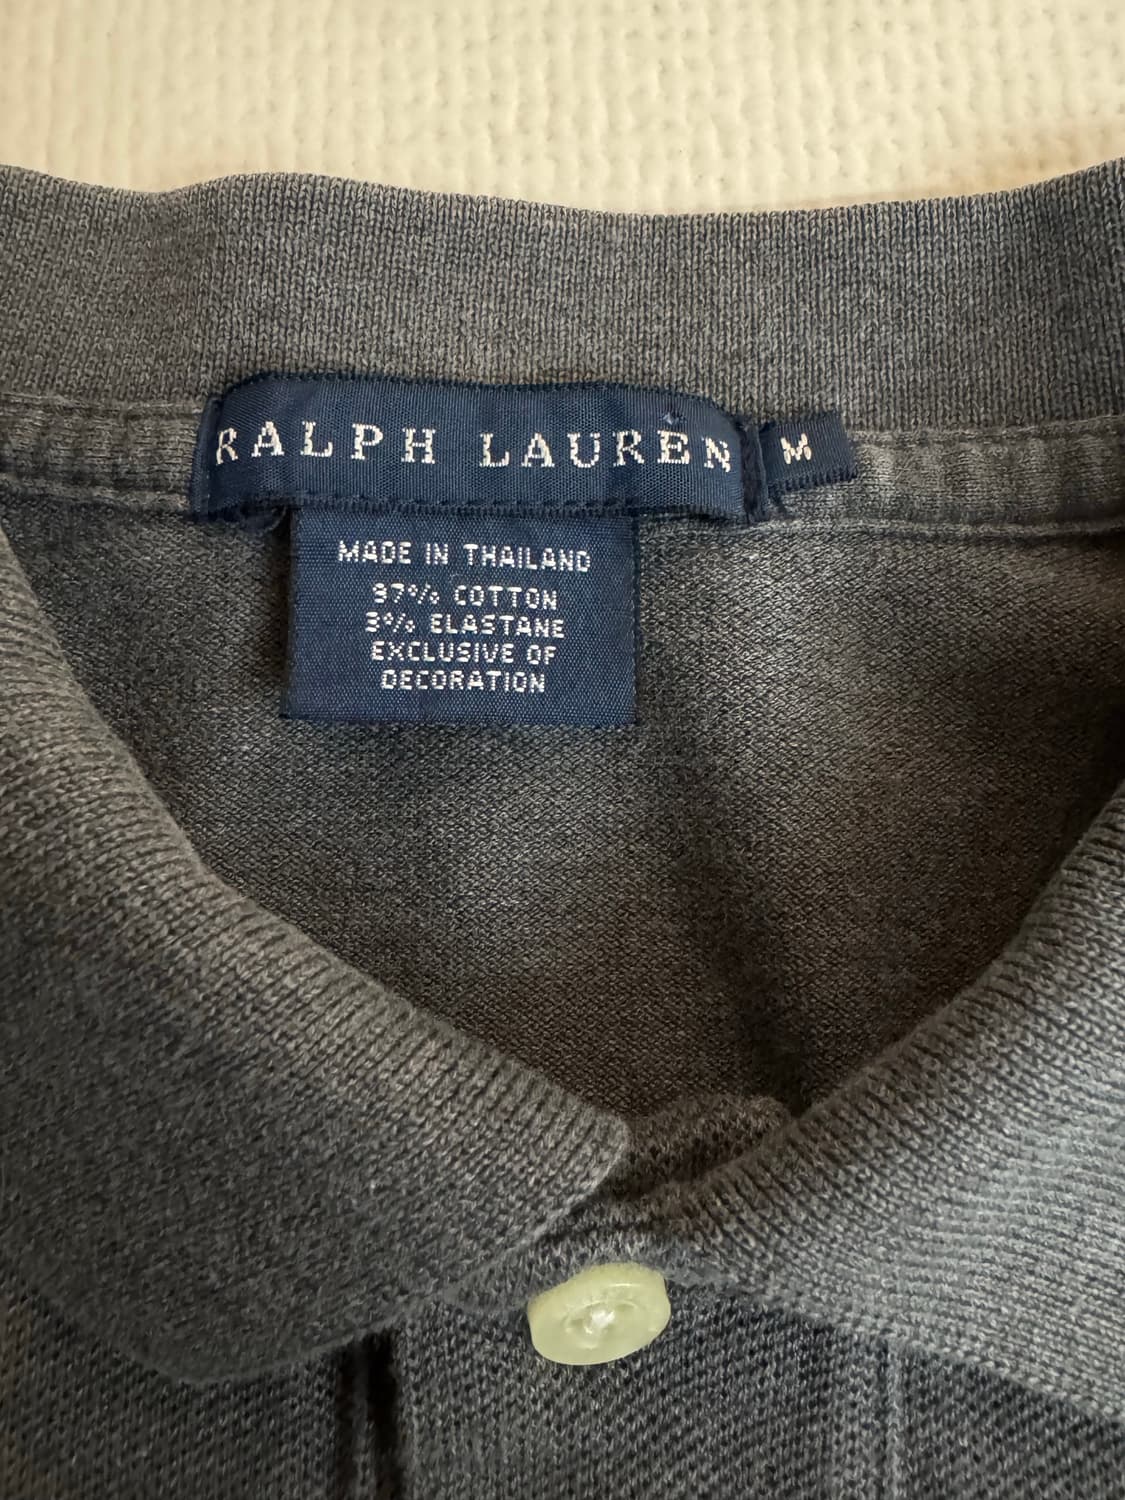 RALPH LAUREN
M
MADE IN THAILAND
97% COTTON
3% ELASTANE
EXCLUSIVE OF
DECORATION